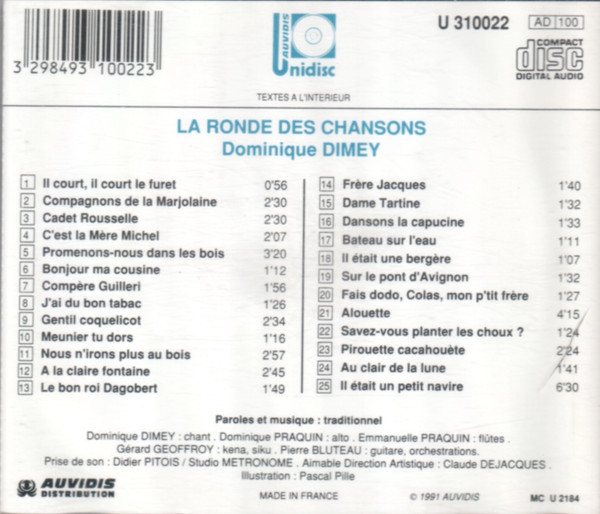 3 298493 100223
AUVIDIS
Unidisc
U 310022
AD 100
COMPACT
disc
DIGITAL AUDIO
TEXTES A L'INTERIEUR
LA RONDE DES CHANSONS
Dominique DIMEY
1 Il court, il court le furet 0'56
2 Compagnons de la Marjolaine 2'30
3 Cadet Rousselle 2'30
4 C'est la Mère Michel 2'07
5 Promenons-nous dans les bois 3'20
6 Bonjour ma cousine 1'12
7 Compère Guilleri 1'56
8 J'ai du bon tabac 1'26
9 Gentil coquelicot 2'34
10 Meunier tu dors 1'16
11 Nous n'irons plus au bois 2'57
12 A la claire fontaine 2'45
13 Le bon roi Dagobert 1'49
14 Frère Jacques 1'40
15 Dame Tartine 1'32
16 Dansons la capucine 1'33
17 Bateau sur l'eau 1'11
18 Il était une bergère 1'07
19 Sur le pont d'Avignon 1'32
20 Fais dodo, Colas, mon p'tit frère 1'27
21 Alouette 4'15
22 Savez-vous planter les choux ? 1'24
23 Pirouette cacahouète 2'24
24 Au clair de la lune 1'41
25 Il était un petit navire 6'30
Paroles et musique : traditionnel
Dominique DIMEY : chant . Dominique PRAQUIN : alto . Emmanuelle PRAQUIN : flûtes .
Gérard GEOFFROY : kena, siku . Pierre BLUTEAU : guitare, orchestrations.
Prise de son : Didier PITOIS / Studio METRONOME . Aimable Direction Artistique : Claude DEJACQUES .
Illustration : Pascal Pille
AUVIDIS
DISTRIBUTION
MADE IN FRANCE
© 1991 AUVIDIS
MC U 2184